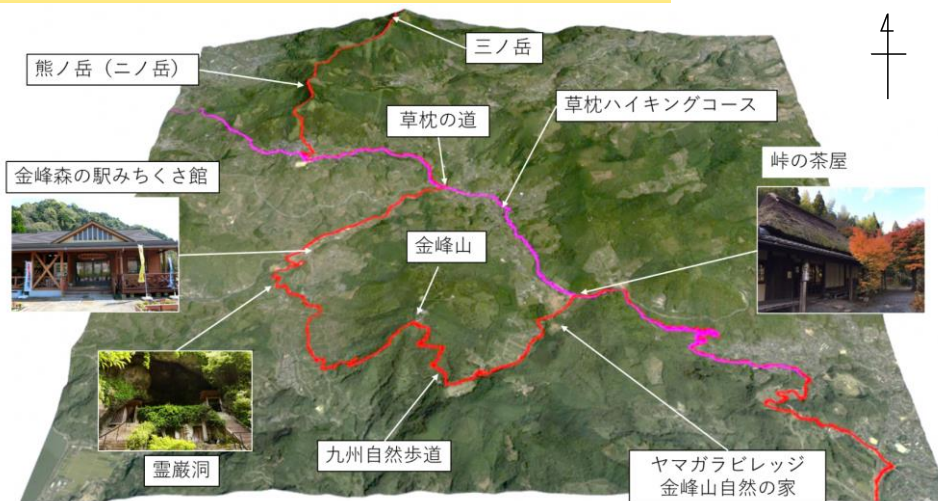 三ノ岳
熊ノ岳（二ノ岳）
草枕ハイキングコース
草枕の道
峠の茶屋
金峰森の駅みちくさ館
金峰山
九州自然歩道
霊巌洞
ヤマガラビレッジ
金峰山自然の家